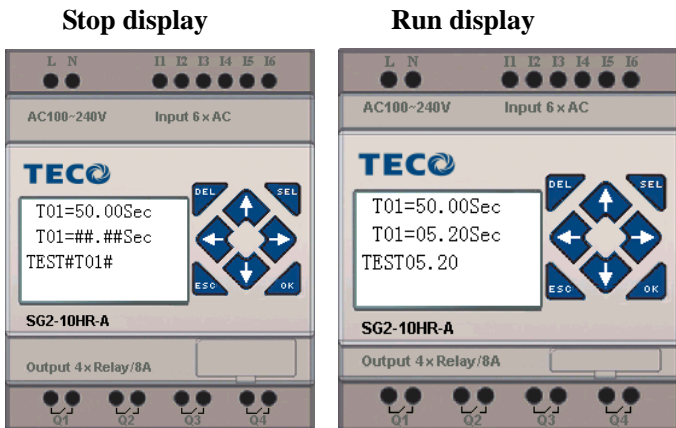 Stop display
L N I1 I2 I3 I4 I5 I6
AC100~240V Input 6×AC
TECO
DEL SEL
T01=50.00Sec
T01=##.##Sec
TEST#T01#
ESC OK
SG2-10HR-A
Output 4×Relay/8A
Q1 Q2 Q3 Q4
Run display
L N I1 I2 I3 I4 I5 I6
AC100~240V Input 6×AC
TECO
DEL SEL
T01=50.00Sec
T01=05.20Sec
TEST05.20
ESC OK
SG2-10HR-A
Output 4×Relay/8A
Q1 Q2 Q3 Q4